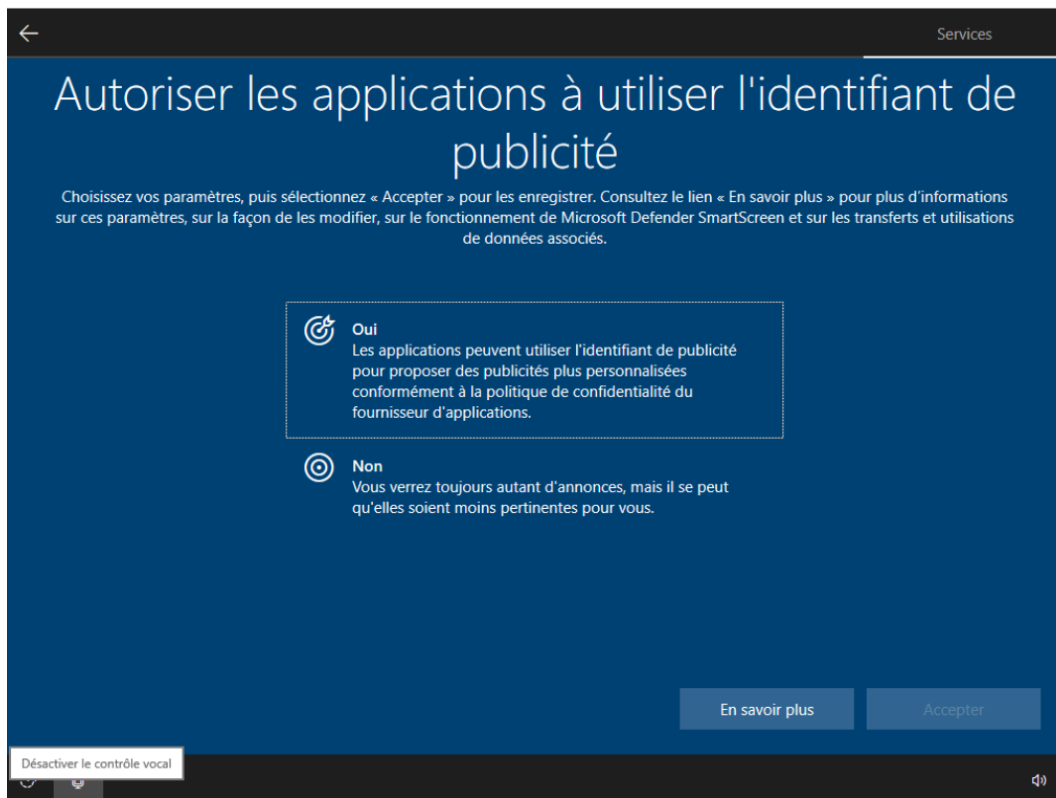 Services
Autoriser les applications à utiliser l'identifiant de
publicité
Choisissez vos paramètres, puis sélectionnez « Accepter » pour les enregistrer. Consultez le lien « En savoir plus » pour plus d'informations
sur ces paramètres, sur la façon de les modifier, sur le fonctionnement de Microsoft Defender SmartScreen et sur les transferts et utilisations
de données associés.
Oui
Les applications peuvent utiliser l'identifiant de publicité
pour proposer des publicités plus personnalisées
conformément à la politique de confidentialité du
fournisseur d'applications.
Non
Vous verrez toujours autant d'annonces, mais il se peut
qu'elles soient moins pertinentes pour vous.
En savoir plus
Accepter
Désactiver le contrôle vocal